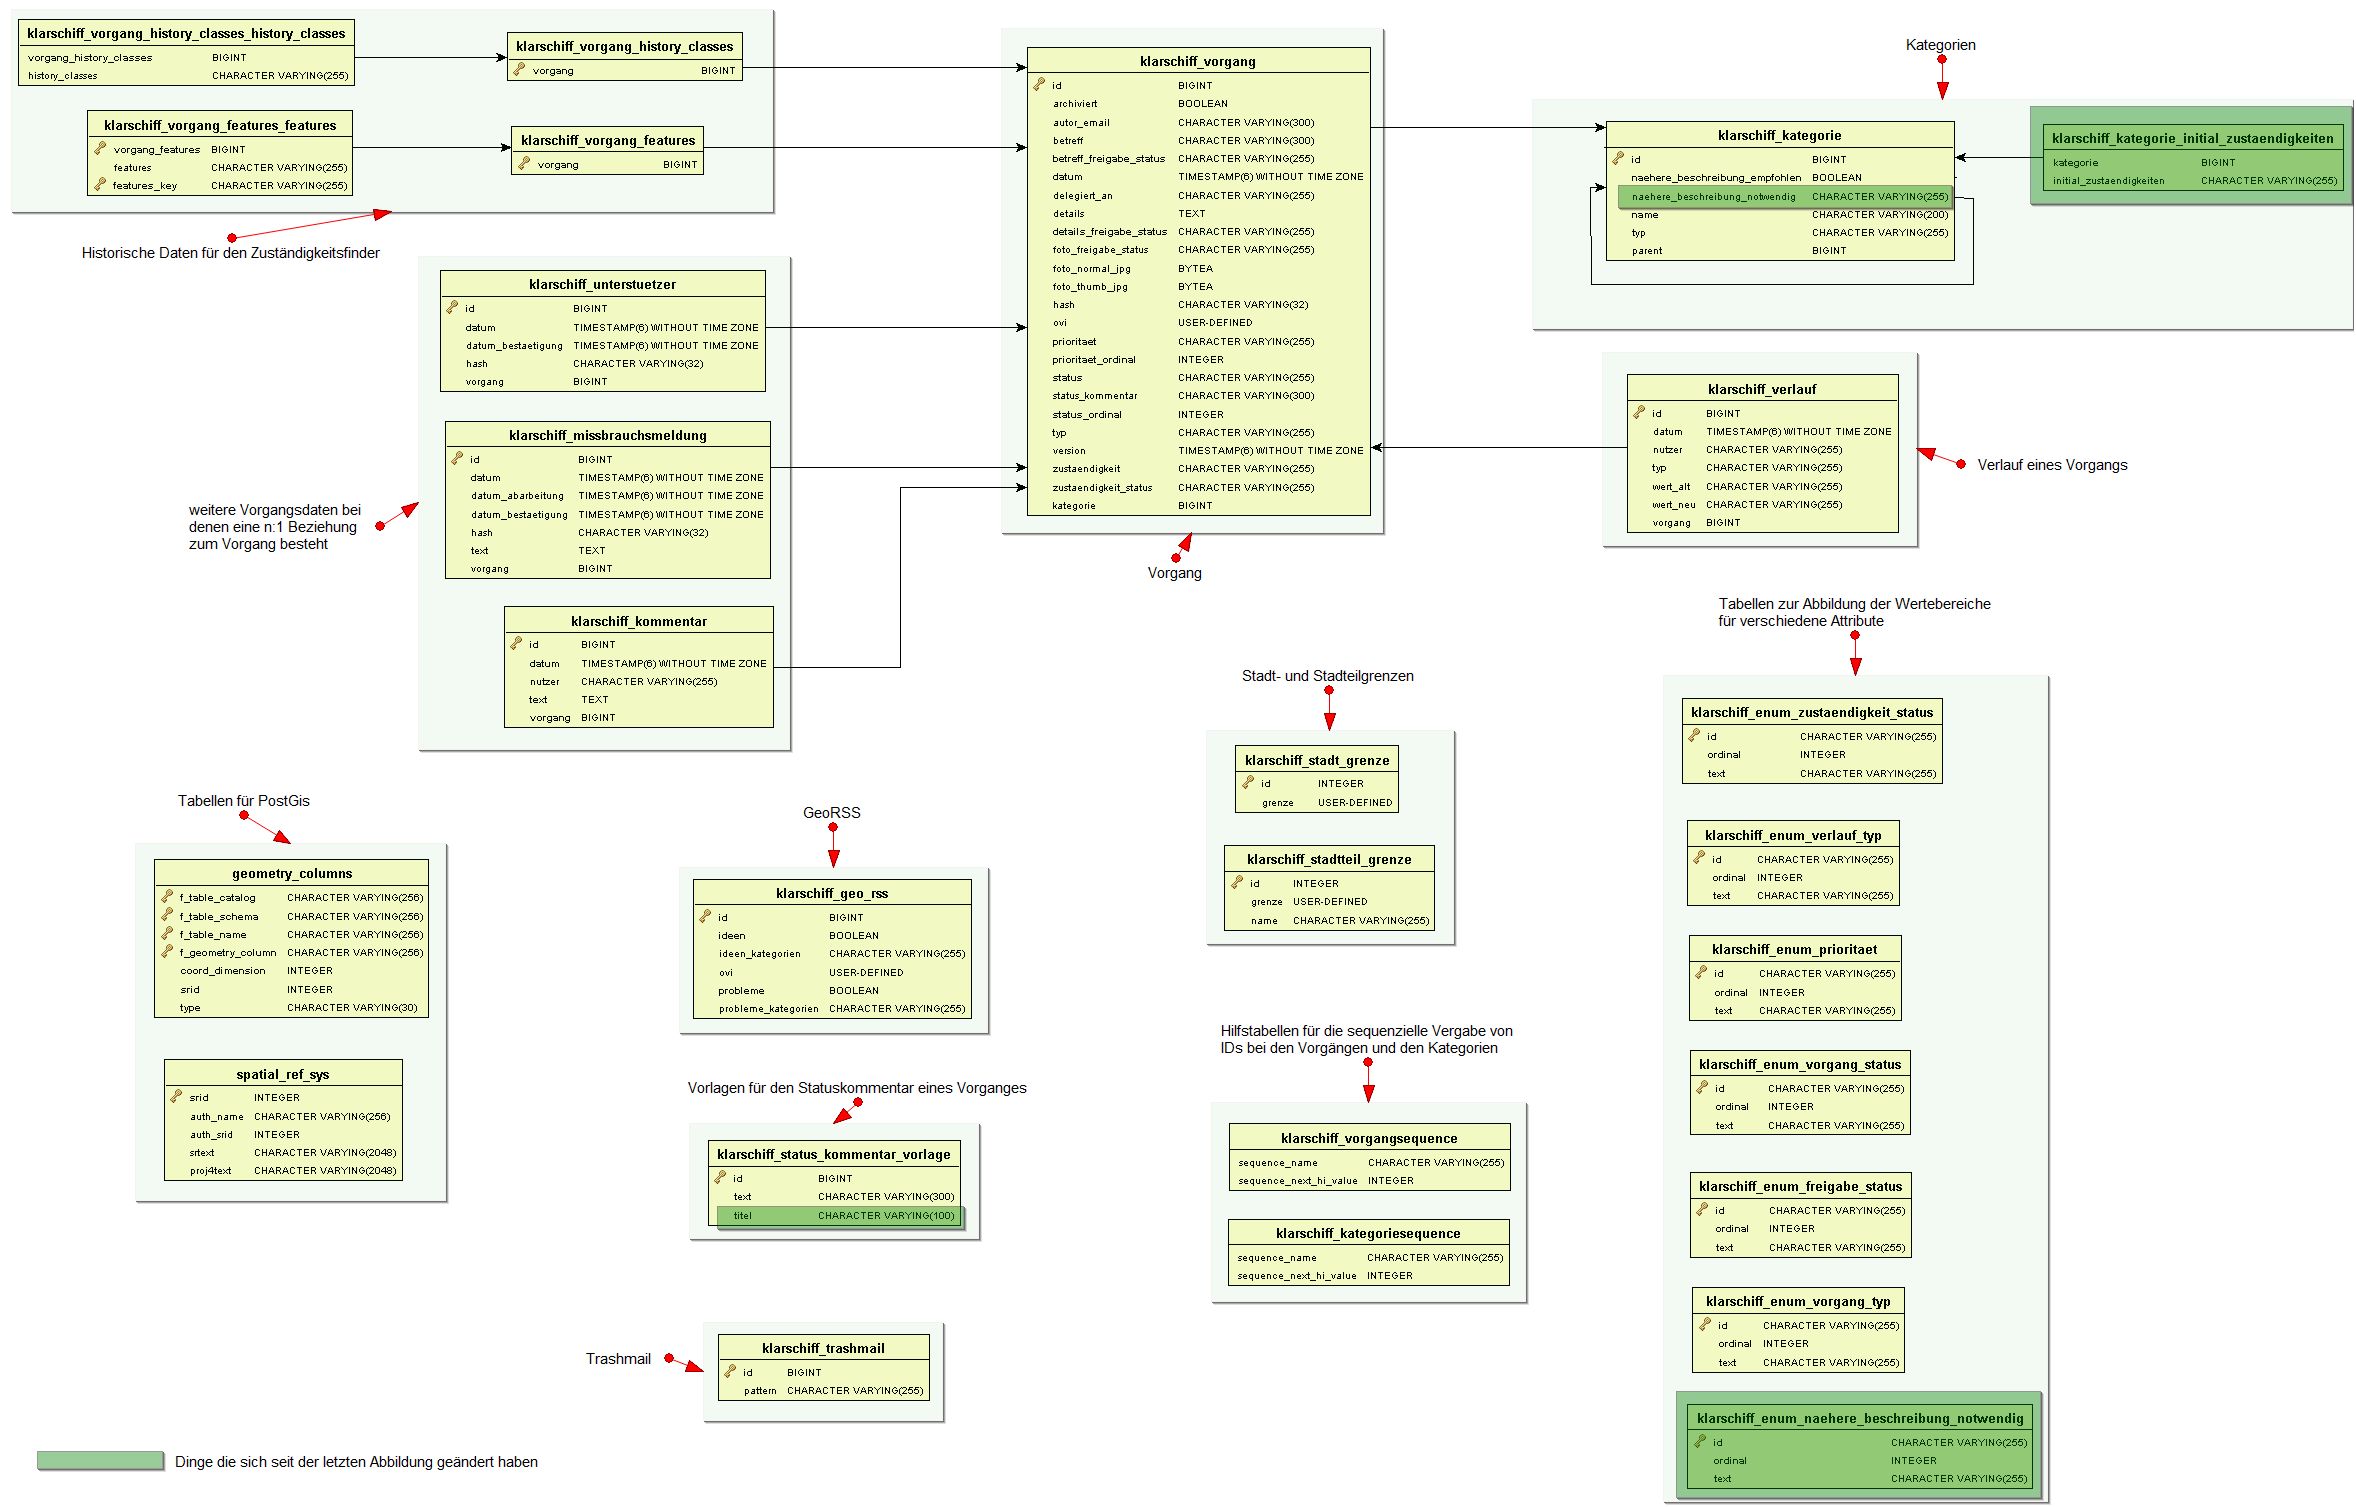 klarschiff_vorgang_history_classes_history_classes
vorgang_history_classes BIGINT
history_classes CHARACTER VARYING(255)
klarschiff_vorgang_history_classes
vorgang BIGINT
klarschiff_vorgang_features_features
vorgang_features BIGINT
features CHARACTER VARYING(255)
features_key CHARACTER VARYING(255)
klarschiff_vorgang_features
vorgang BIGINT
Historische Daten für den Zuständigkeitsfinder
klarschiff_vorgang
id BIGINT
archiviert BOOLEAN
autor_email CHARACTER VARYING(300)
betreff CHARACTER VARYING(300)
betreff_freigabe_status CHARACTER VARYING(255)
datum TIMESTAMP(6) WITHOUT TIME ZONE
delegiert_an CHARACTER VARYING(255)
details TEXT
details_freigabe_status CHARACTER VARYING(255)
foto_freigabe_status CHARACTER VARYING(255)
foto_normal_jpg BYTEA
foto_thumb_jpg BYTEA
hash CHARACTER VARYING(32)
ovi USER-DEFINED
prioritaet CHARACTER VARYING(255)
prioritaet_ordinal INTEGER
status CHARACTER VARYING(255)
status_kommentar CHARACTER VARYING(300)
status_ordinal INTEGER
typ CHARACTER VARYING(255)
version TIMESTAMP(6) WITHOUT TIME ZONE
zustaendigkeit CHARACTER VARYING(255)
zustaendigkeit_status CHARACTER VARYING(255)
kategorie BIGINT
Vorgang
Kategorien
klarschiff_kategorie
id BIGINT
naehere_beschreibung_empfohlen BOOLEAN
naehere_beschreibung_notwendig CHARACTER VARYING(255)
name CHARACTER VARYING(200)
typ CHARACTER VARYING(255)
parent BIGINT
klarschiff_kategorie_initial_zustaendigkeiten
kategorie BIGINT
initial_zustaendigkeiten CHARACTER VARYING(255)
klarschiff_unterstuetzer
id BIGINT
datum TIMESTAMP(6) WITHOUT TIME ZONE
datum_bestaetigung TIMESTAMP(6) WITHOUT TIME ZONE
hash CHARACTER VARYING(32)
vorgang BIGINT
klarschiff_missbrauchsmeldung
id BIGINT
datum TIMESTAMP(6) WITHOUT TIME ZONE
datum_abarbeitung TIMESTAMP(6) WITHOUT TIME ZONE
datum_bestaetigung TIMESTAMP(6) WITHOUT TIME ZONE
hash CHARACTER VARYING(32)
text TEXT
vorgang BIGINT
klarschiff_kommentar
id BIGINT
datum TIMESTAMP(6) WITHOUT TIME ZONE
nutzer CHARACTER VARYING(255)
text TEXT
vorgang BIGINT
weitere Vorgangsdaten bei
denen eine n:1 Beziehung
zum Vorgang besteht
klarschiff_verlauf
id BIGINT
datum TIMESTAMP(6) WITHOUT TIME ZONE
nutzer CHARACTER VARYING(255)
typ CHARACTER VARYING(255)
wert_alt CHARACTER VARYING(255)
wert_neu CHARACTER VARYING(255)
vorgang BIGINT
Verlauf eines Vorgangs
Tabellen für PostGis
geometry_columns
f_table_catalog CHARACTER VARYING(256)
f_table_schema CHARACTER VARYING(256)
f_table_name CHARACTER VARYING(256)
f_geometry_column CHARACTER VARYING(256)
coord_dimension INTEGER
srid INTEGER
type CHARACTER VARYING(30)
spatial_ref_sys
srid INTEGER
auth_name CHARACTER VARYING(256)
auth_srid INTEGER
srtext CHARACTER VARYING(2048)
proj4text CHARACTER VARYING(2048)
GeoRSS
klarschiff_geo_rss
id BIGINT
ideen BOOLEAN
ideen_kategorien CHARACTER VARYING(255)
ovi USER-DEFINED
probleme BOOLEAN
probleme_kategorien CHARACTER VARYING(255)
Vorlagen für den Statuskommentar eines Vorganges
klarschiff_status_kommentar_vorlage
id BIGINT
text CHARACTER VARYING(300)
titel CHARACTER VARYING(100)
Trashmail
klarschiff_trashmail
id BIGINT
pattern CHARACTER VARYING(255)
Stadt- und Stadteilgrenzen
klarschiff_stadt_grenze
id INTEGER
grenze USER-DEFINED
klarschiff_stadtteil_grenze
id INTEGER
grenze USER-DEFINED
name CHARACTER VARYING(255)
Hilfstabellen für die sequenzielle Vergabe von
IDs bei den Vorgängen und den Kategorien
klarschiff_vorgangsequence
sequence_name CHARACTER VARYING(255)
sequence_next_hi_value INTEGER
klarschiff_kategoriesequence
sequence_name CHARACTER VARYING(255)
sequence_next_hi_value INTEGER
Tabellen zur Abbildung der Wertebereiche
für verschiedene Attribute
klarschiff_enum_zustaendigkeit_status
id CHARACTER VARYING(255)
ordinal INTEGER
text CHARACTER VARYING(255)
klarschiff_enum_verlauf_typ
id CHARACTER VARYING(255)
ordinal INTEGER
text CHARACTER VARYING(255)
klarschiff_enum_prioritaet
id CHARACTER VARYING(255)
ordinal INTEGER
text CHARACTER VARYING(255)
klarschiff_enum_vorgang_status
id CHARACTER VARYING(255)
ordinal INTEGER
text CHARACTER VARYING(255)
klarschiff_enum_freigabe_status
id CHARACTER VARYING(255)
ordinal INTEGER
text CHARACTER VARYING(255)
klarschiff_enum_vorgang_typ
id CHARACTER VARYING(255)
ordinal INTEGER
text CHARACTER VARYING(255)
klarschiff_enum_naehere_beschreibung_notwendig
id CHARACTER VARYING(255)
ordinal INTEGER
text CHARACTER VARYING(255)
Dinge die sich seit der letzten Abbildung geändert haben